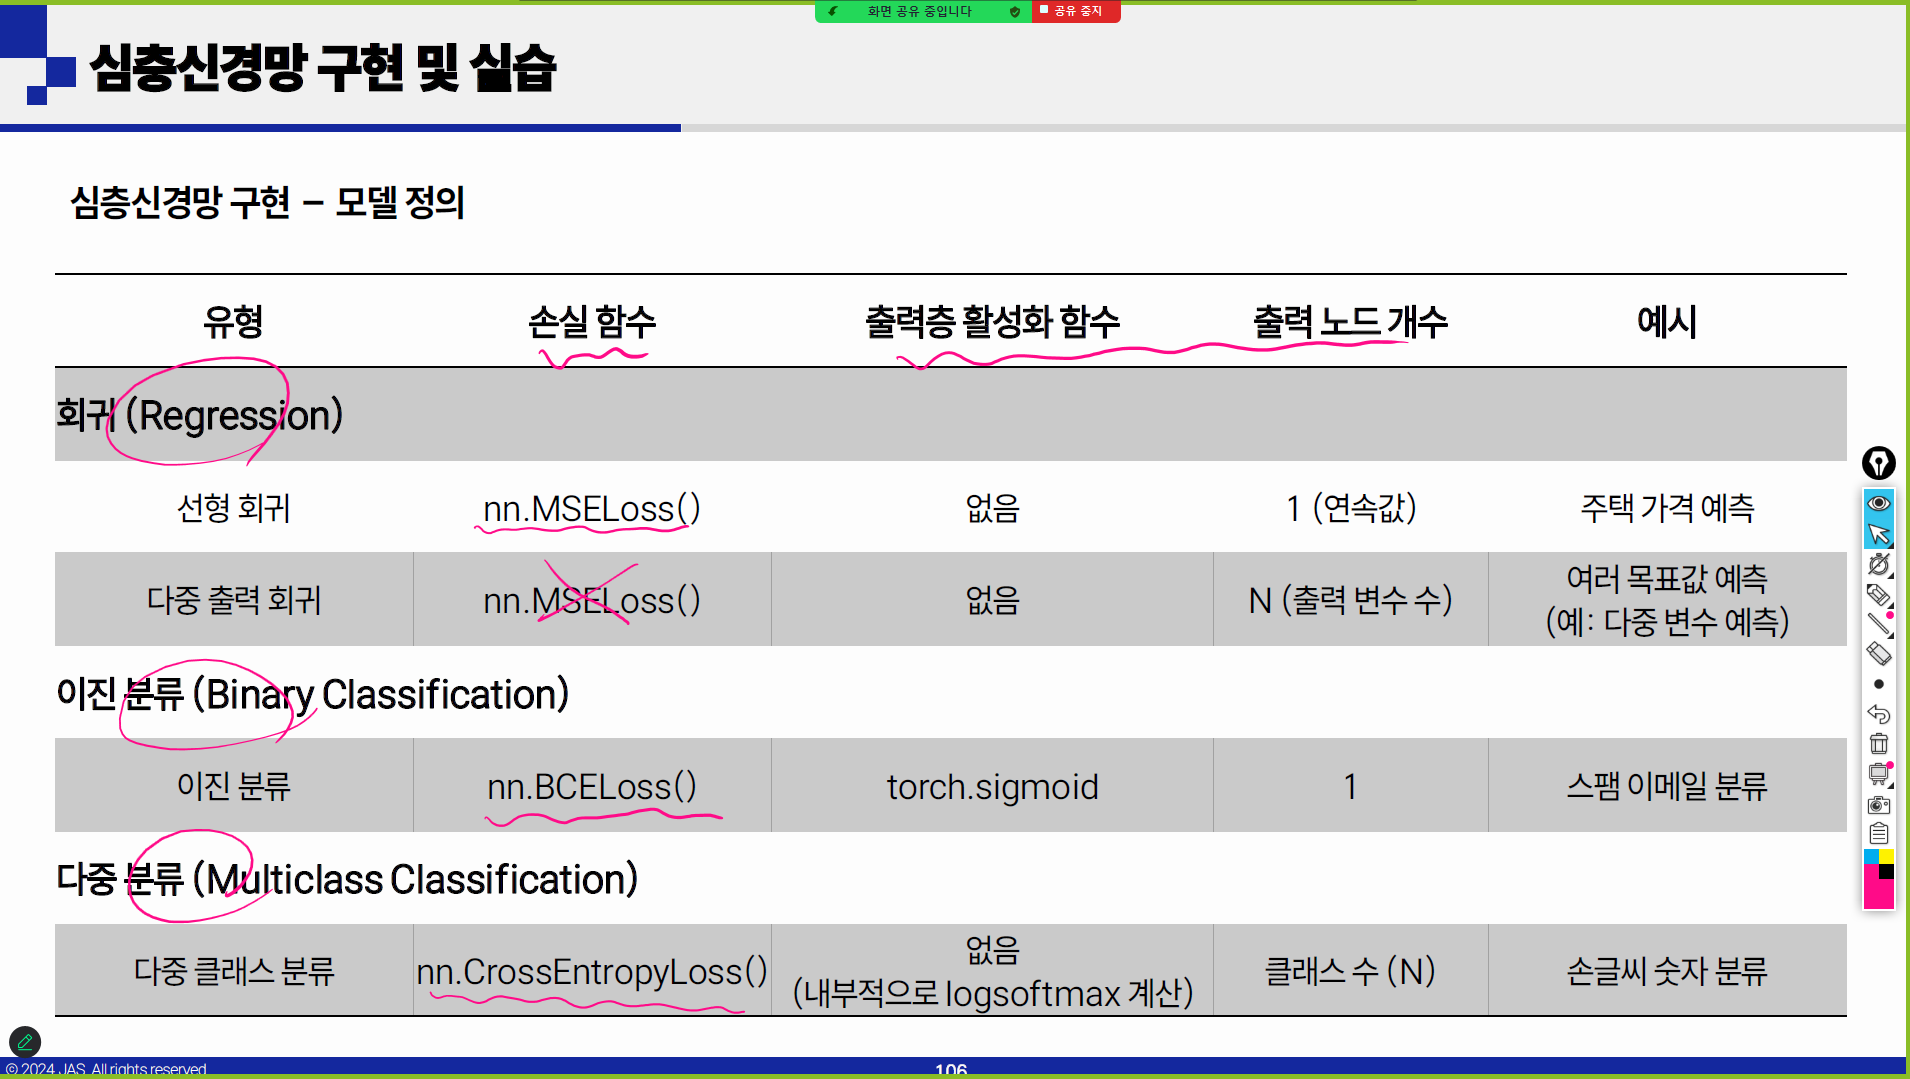 화면 공유 중입니다
공유 중지
심층신경망 구현 및 실습
심층신경망 구현 – 모델 정의
유형 손실 함수 출력층 활성화 함수 출력 노드 개수 예시
회귀 (Regression)
선형 회귀 nn.MSELoss() 없음 1 (연속값) 주택 가격 예측
다중 출력 회귀 nn.MSELoss() 없음 N (출력 변수 수) 여러 목표값 예측
(예: 다중 변수 예측)
이진 분류 (Binary Classification)
이진 분류 nn.BCELoss() torch.sigmoid 1 스팸 이메일 분류
다중 분류 (Multiclass Classification)
다중 클래스 분류 nn.CrossEntropyLoss() 없음
(내부적으로 logsoftmax 계산) 클래스 수 (N) 손글씨 숫자 분류
© 2024 JAS. All rights reserved
106